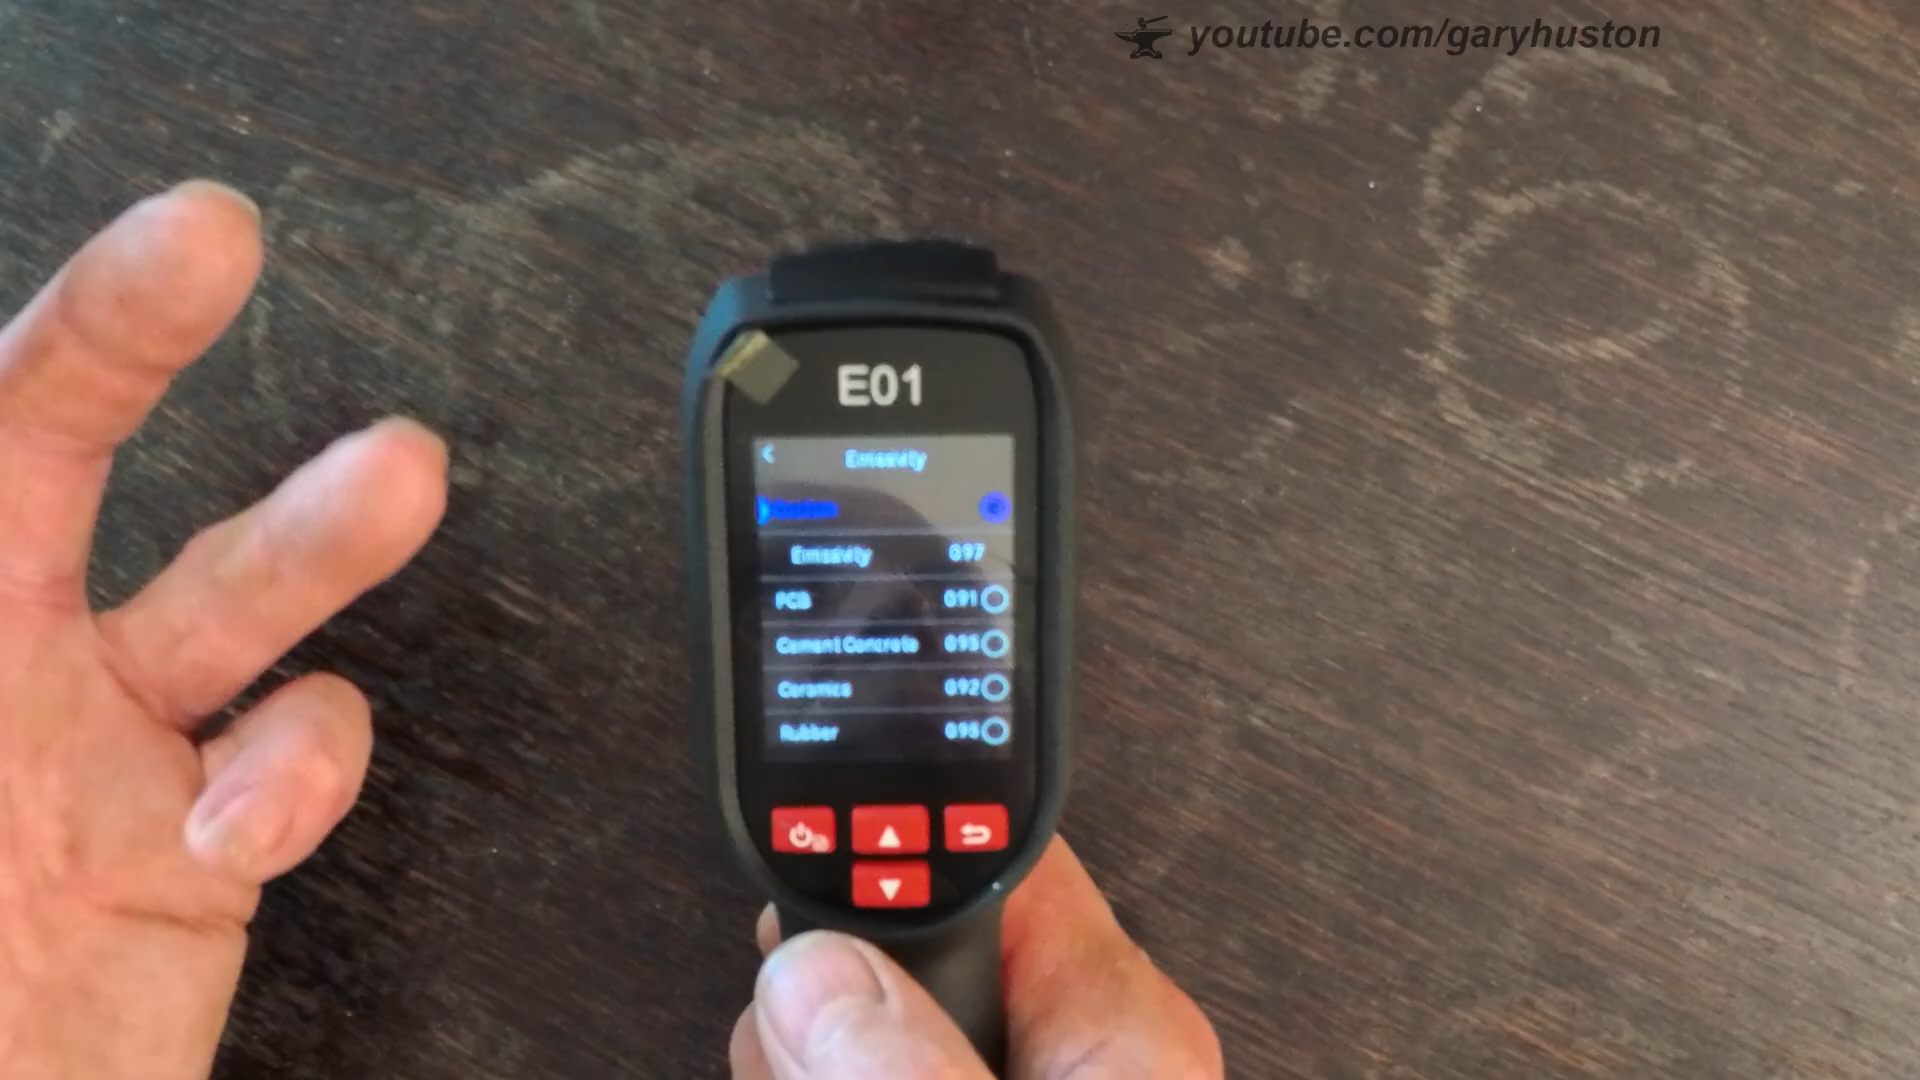 youtube.com/garyhuston
E01
Emissivity
Emissivity 0.97
PCB 0.91
Cement Concrete 0.95
Ceramics 0.92
Rubber 0.95